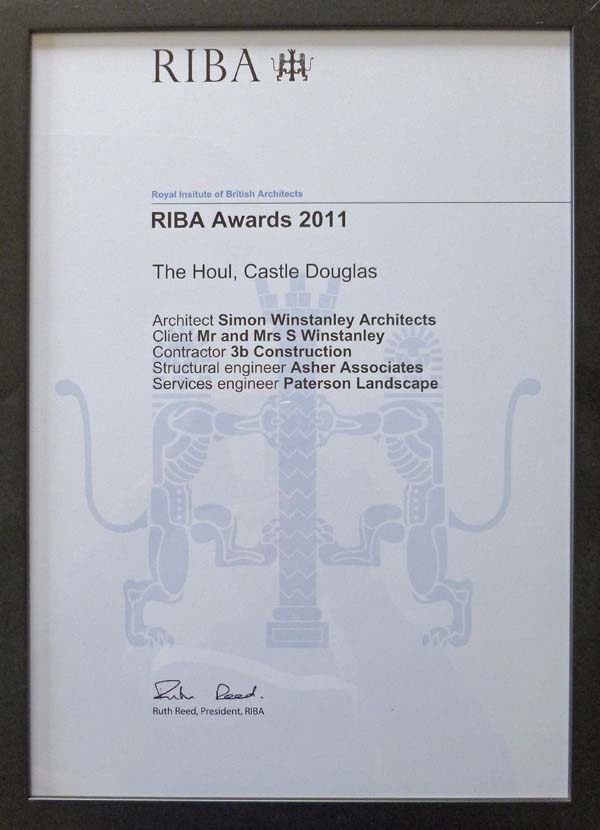 RIBA
Royal Insitute of British Architects
RIBA Awards 2011
The Houl, Castle Douglas
Architect Simon Winstanley Architects
Client Mr and Mrs S Winstanley
Contractor 3b Construction
Structural engineer Asher Associates
Services engineer Paterson Landscape
Ruth Reed.
Ruth Reed, President, RIBA